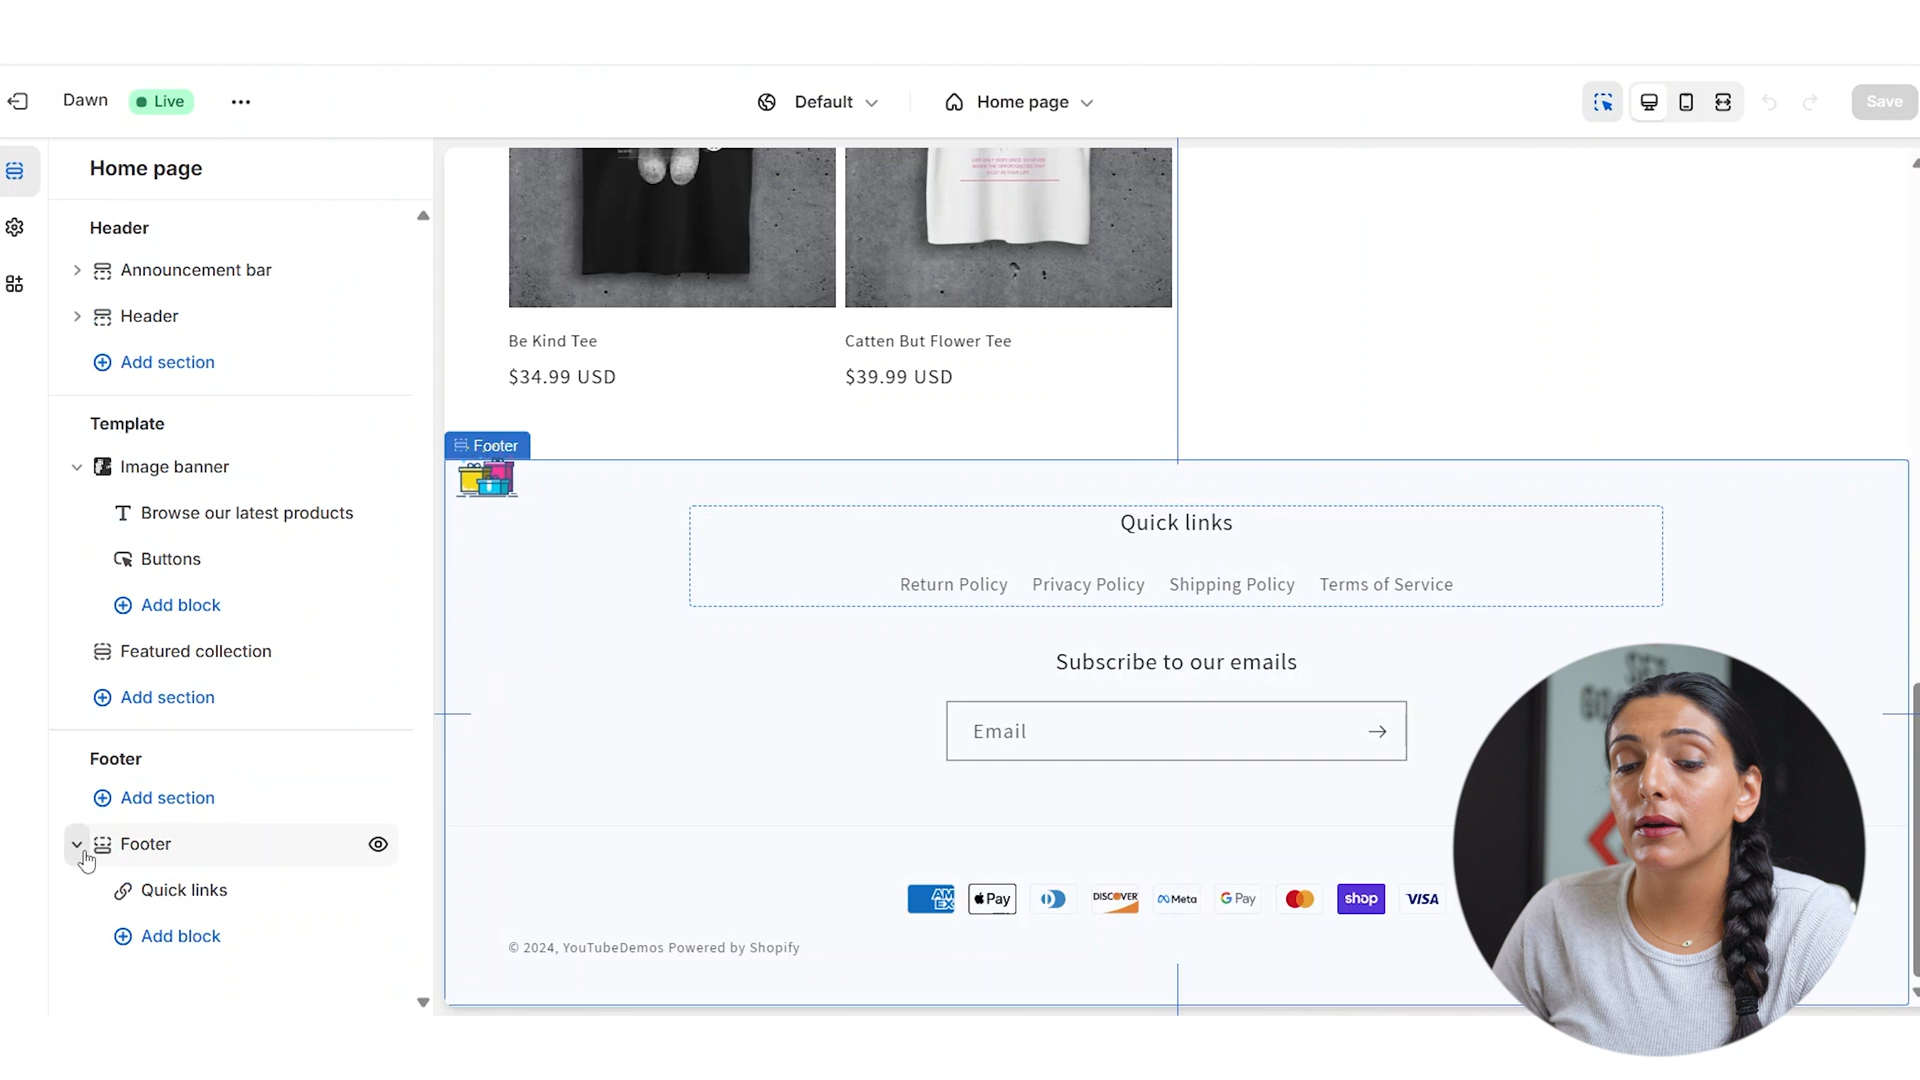 Dawn
Live
Default
Home page
Save
Home page
Header
Announcement bar
Header
Add section
Template
Image banner
Browse our latest products
Buttons
Add block
Featured collection
Add section
Footer
Add section
Footer
Quick links
Add block
Be Kind Tee
$34.99 USD
Catten But Flower Tee
$39.99 USD
Footer
Quick links
Return Policy Privacy Policy Shipping Policy Terms of Service
Subscribe to our emails
Email
AMEX Pay DISCOVER Meta G Pay shop VISA
© 2024, YouTubeDemos Powered by Shopify